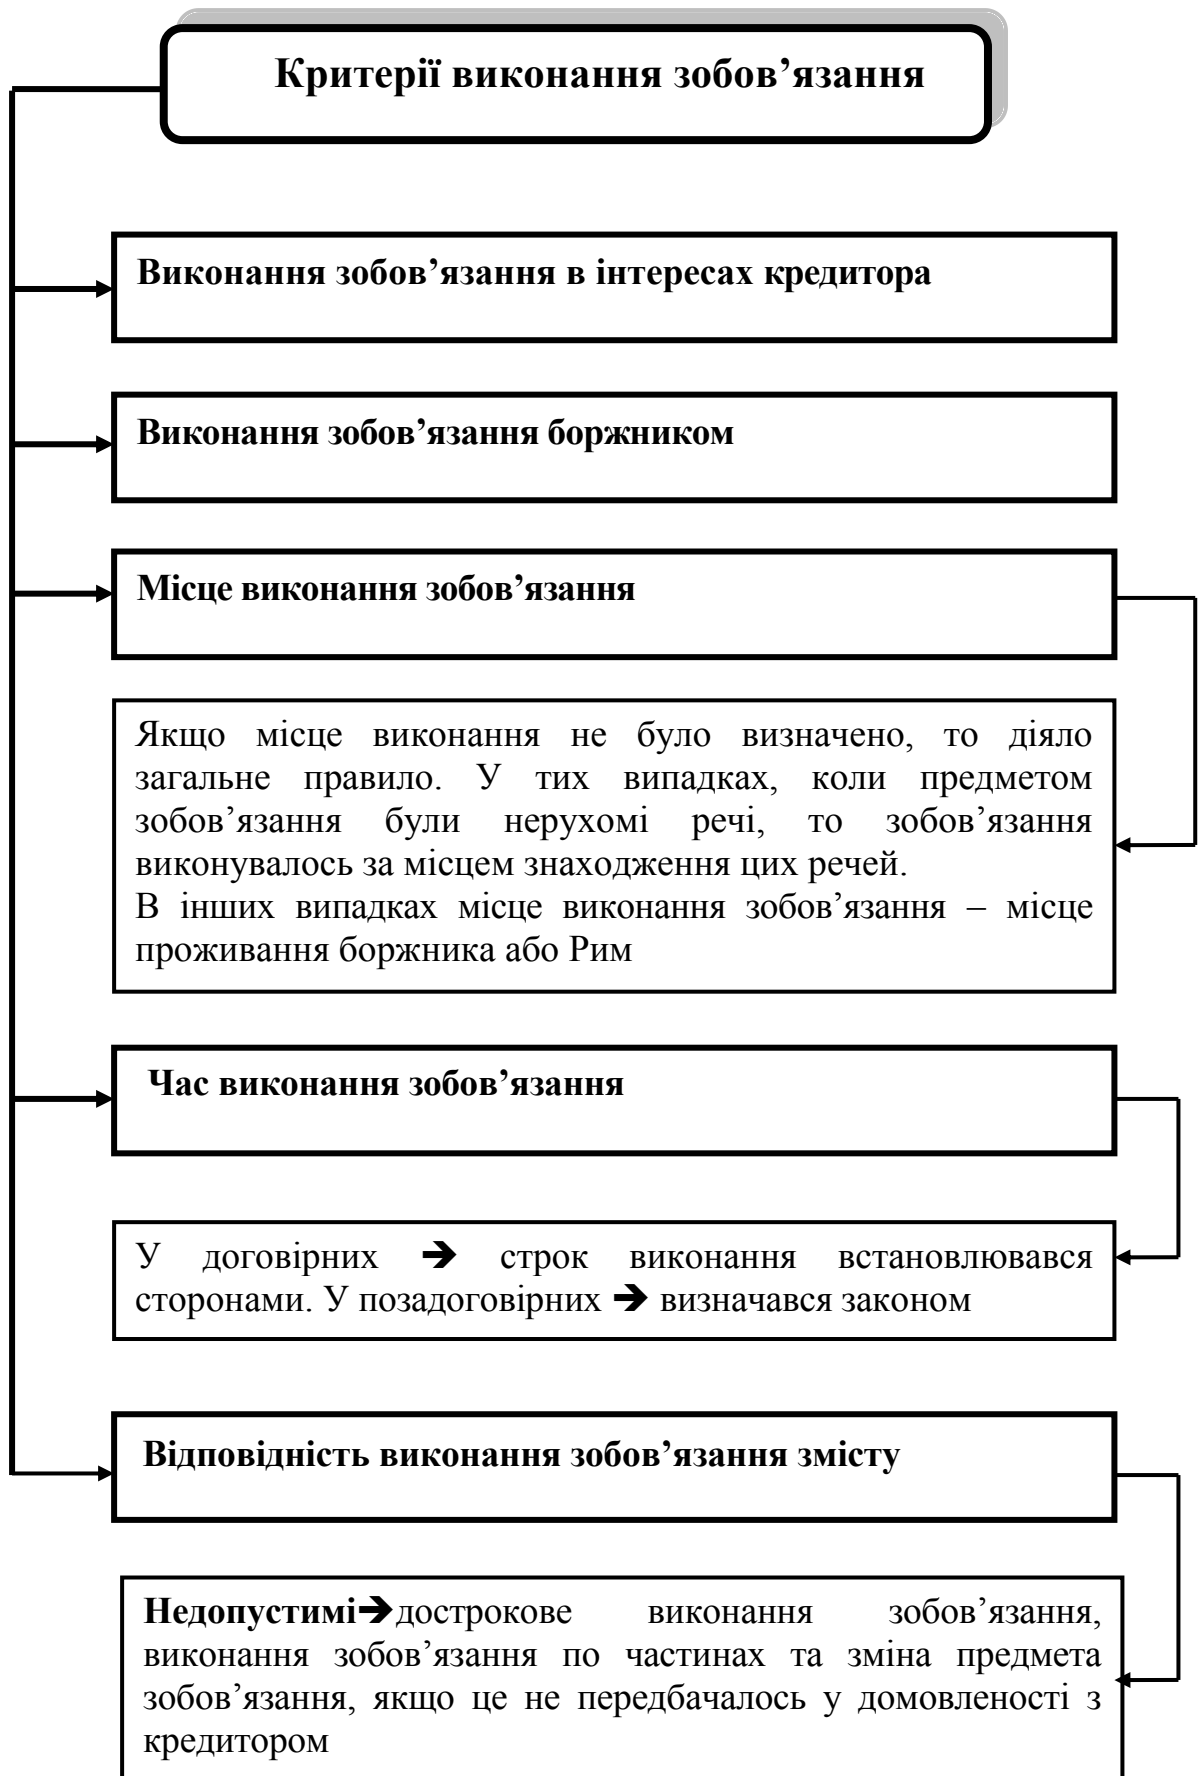 Критерії виконання зобов’язання
Виконання зобов’язання в інтересах кредитора
Виконання зобов’язання боржником
Місце виконання зобов’язання
Якщо місце виконання не було визначено, то діяло
загальне правило. У тих випадках, коли предметом
зобов’язання були нерухомі речі, то зобов’язання
виконувалось за місцем знаходження цих речей.
В інших випадках місце виконання зобов’язання – місце
проживання боржника або Рим
Час виконання зобов’язання
У договірних ➔ строк виконання встановлювався
сторонами. У позадоговірних ➔ визначався законом
Відповідність виконання зобов’язання змісту
Недопустимі➔дострокове виконання зобов’язання,
виконання зобов’язання по частинах та зміна предмета
зобов’язання, якщо це не передбачалось у домовленості з
кредитором